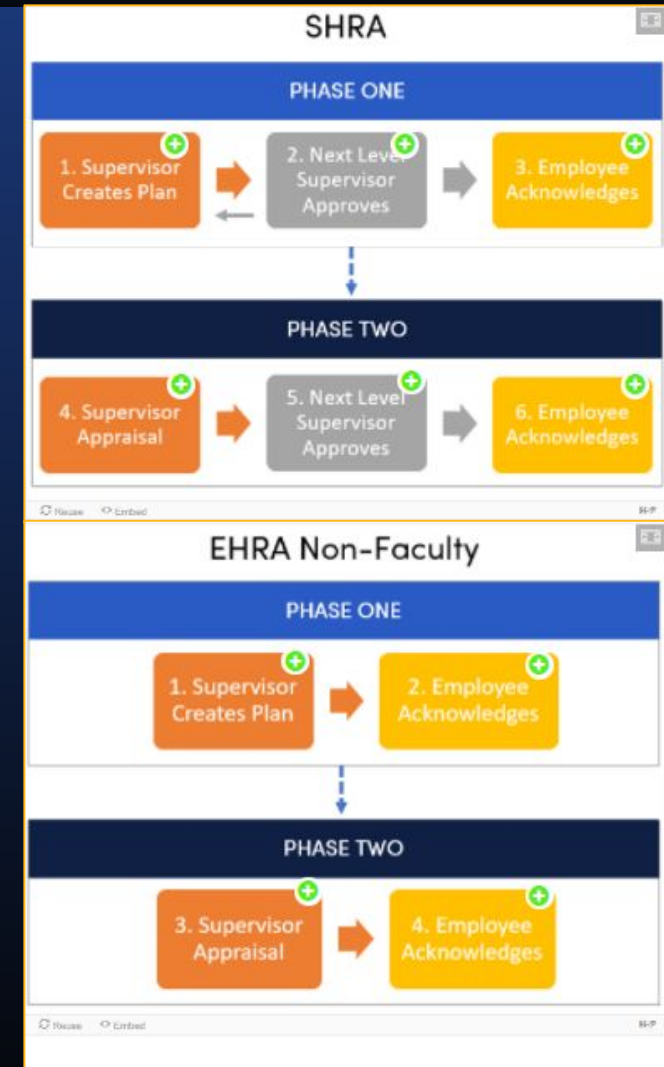 SHRA
PHASE ONE
1. Supervisor
Creates Plan
2. Next Level
Supervisor
Approves
3. Employee
Acknowledges
PHASE TWO
4. Supervisor
Appraisal
5. Next Level
Supervisor
Approves
6. Employee
Acknowledges
Reuse
Embed
H-P
EHRA Non-Faculty
PHASE ONE
1. Supervisor
Creates Plan
2. Employee
Acknowledges
PHASE TWO
3. Supervisor
Appraisal
4. Employee
Acknowledges
Reuse
Embed
H-P